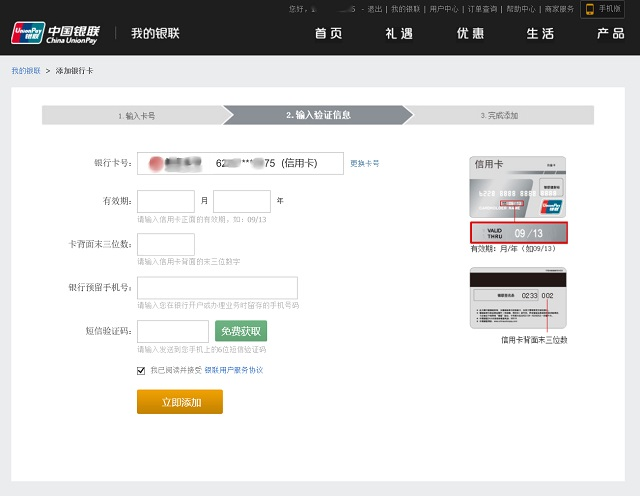 您好, 5 - 退出 | 我的银联 | 用户中心 | 订单查询 | 帮助中心 | 商家服务 手机版
UnionPay 银联 中国银联 China UnionPay 我的银联 首页 礼遇 优惠 生活 产品
我的银联 > 添加银行卡
1.输入卡号 2.输入验证信息 3.完成添加
银行卡号: 62 ***75 (信用卡) 更换卡号
有效期: 月 年
请输入信用卡正面的有效期,如: 09/13
卡背面末三位数:
请输入信用卡背面的末三位数字
银行预留手机号:
请输入您在银行开户或办理业务时留存的手机号码
短信验证码: 免费获取
请输入发送到您手机上的6位短信验证码
我已阅读并接受 银联用户服务协议
立即添加
信用卡
UnionPay 银联
VALID THRU 09/13
有效期: 月/年 (如09/13)
0233 002
信用卡背面末三位数